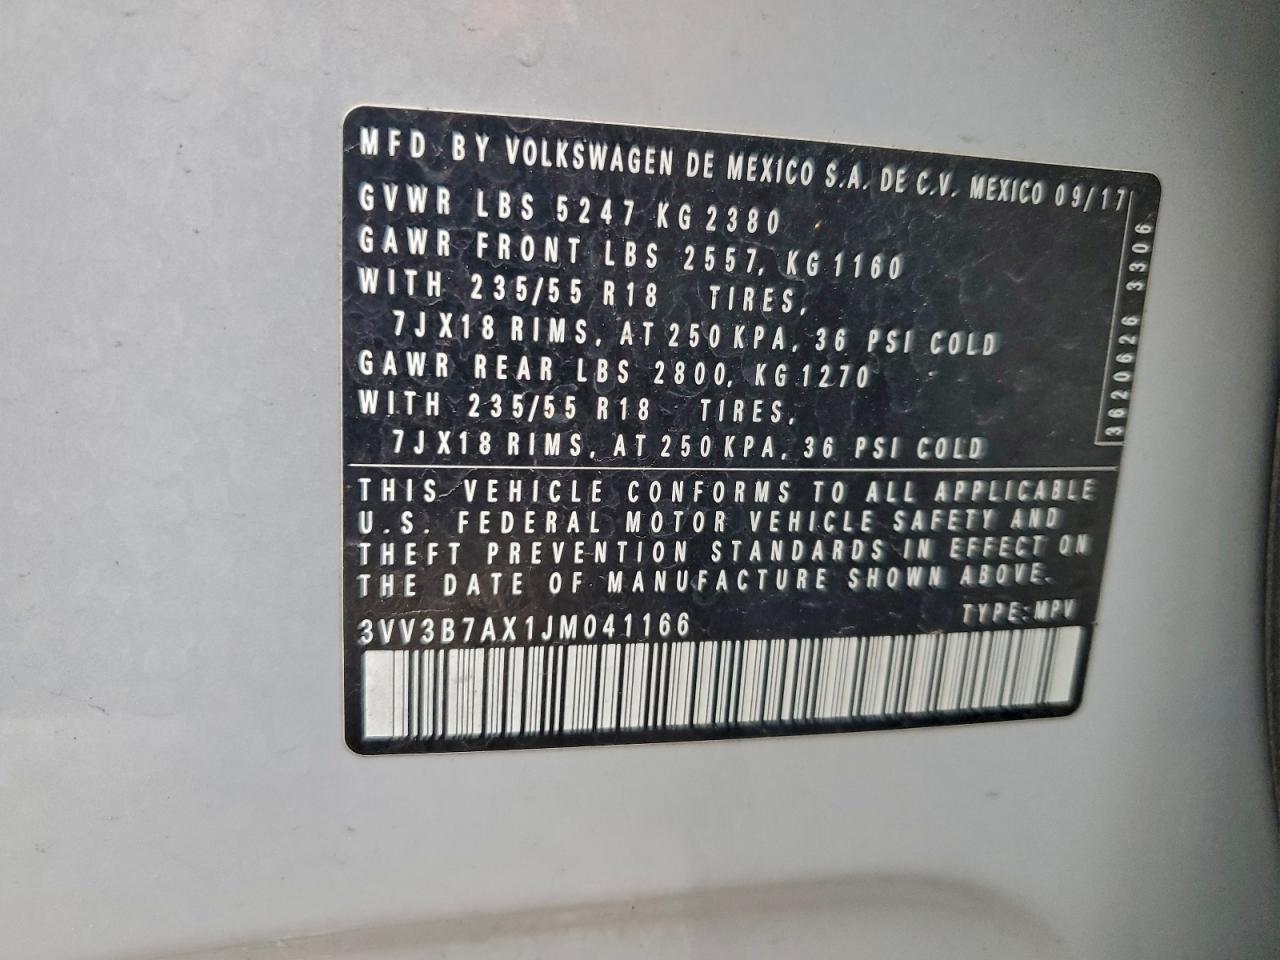 MFD BY VOLKSWAGEN DE MEXICO S.A. DE C.V. MEXICO 09/17
GVWR LBS 5247 KG 2380
GAWR FRONT LBS 2557, KG 1160
WITH 235/55 R18 TIRES,
7JX18 RIMS, AT 250 KPA, 36 PSI COLD
GAWR REAR LBS 2800, KG 1270
WITH 235/55 R18 TIRES,
7JX18 RIMS, AT 250 KPA, 36 PSI COLD
3620626 3306
THIS VEHICLE CONFORMS TO ALL APPLICABLE
U.S. FEDERAL MOTOR VEHICLE SAFETY AND
THEFT PREVENTION STANDARDS IN EFFECT ON
THE DATE OF MANUFACTURE SHOWN ABOVE.
3VV3B7AX1JM041166 TYPE: MPV